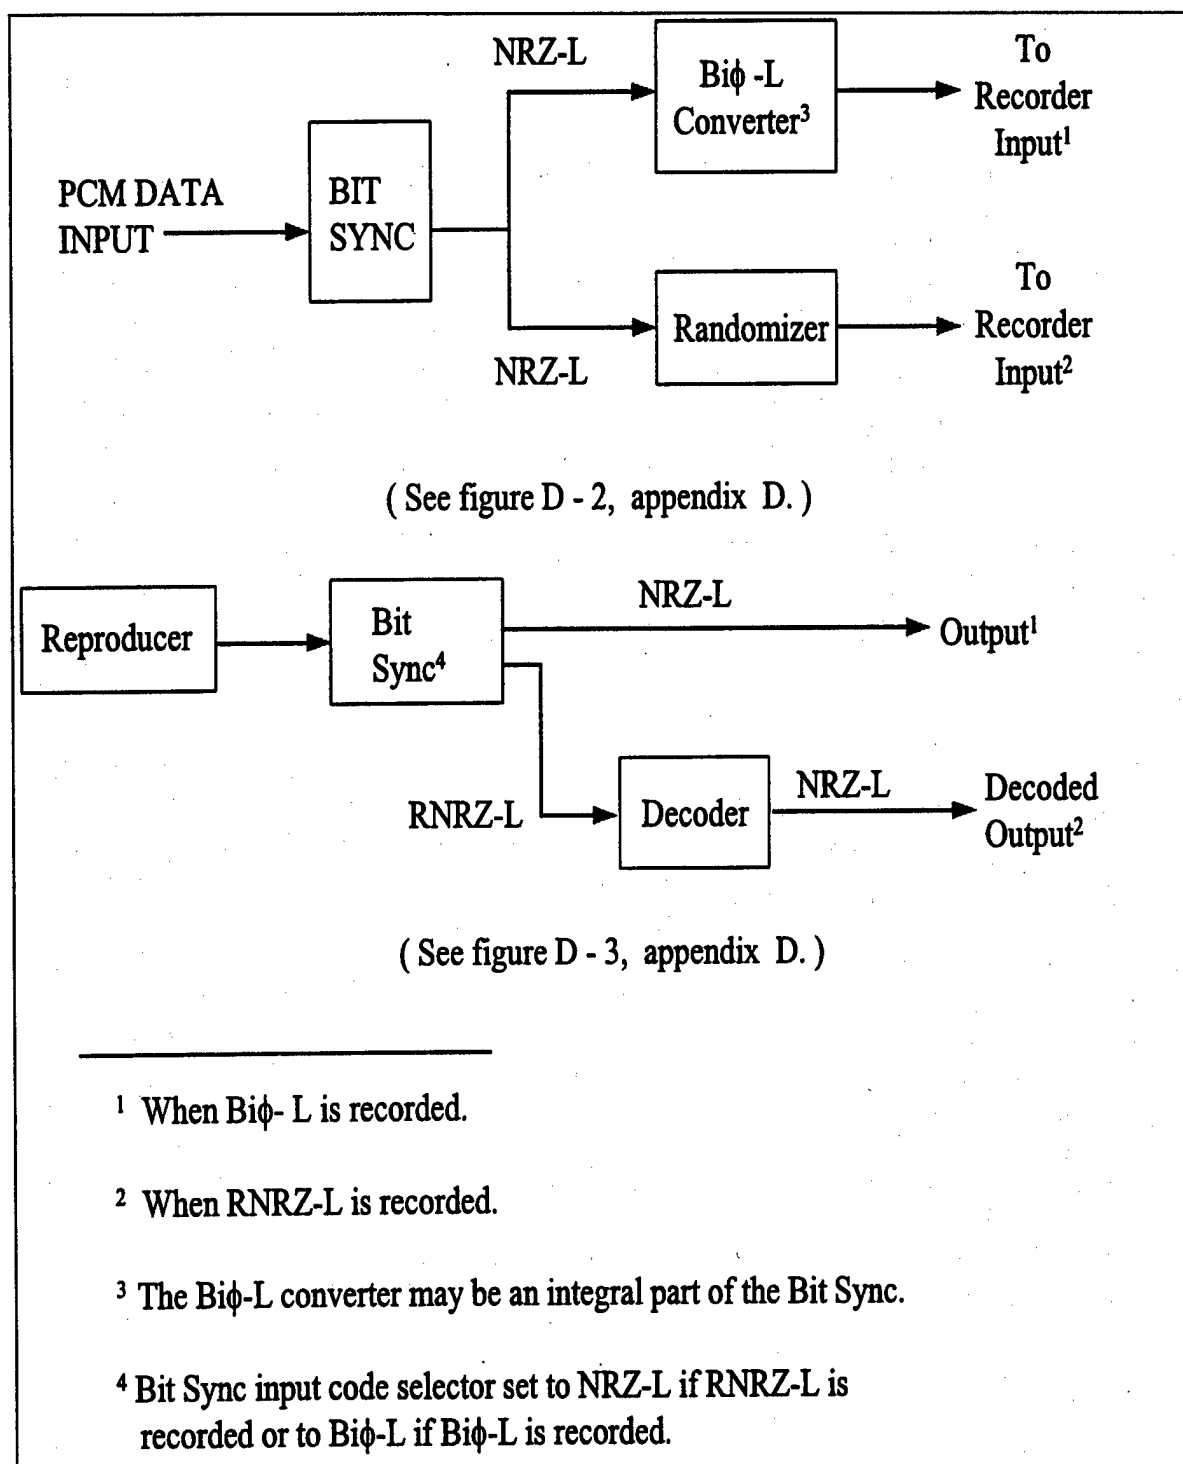 NRZ-L
Biϕ -L
Converter³
To
Recorder
Input¹
PCM DATA
INPUT
BIT
SYNC
NRZ-L
Randomizer
To
Recorder
Input²
( See figure D - 2, appendix D. )
Reproducer
Bit
Sync⁴
NRZ-L
Output¹
RNRZ-L
Decoder
NRZ-L
Decoded
Output²
( See figure D - 3, appendix D. )
¹ When Biϕ- L is recorded.
² When RNRZ-L is recorded.
³ The Biϕ-L converter may be an integral part of the Bit Sync.
⁴ Bit Sync input code selector set to NRZ-L if RNRZ-L is
recorded or to Biϕ-L if Biϕ-L is recorded.